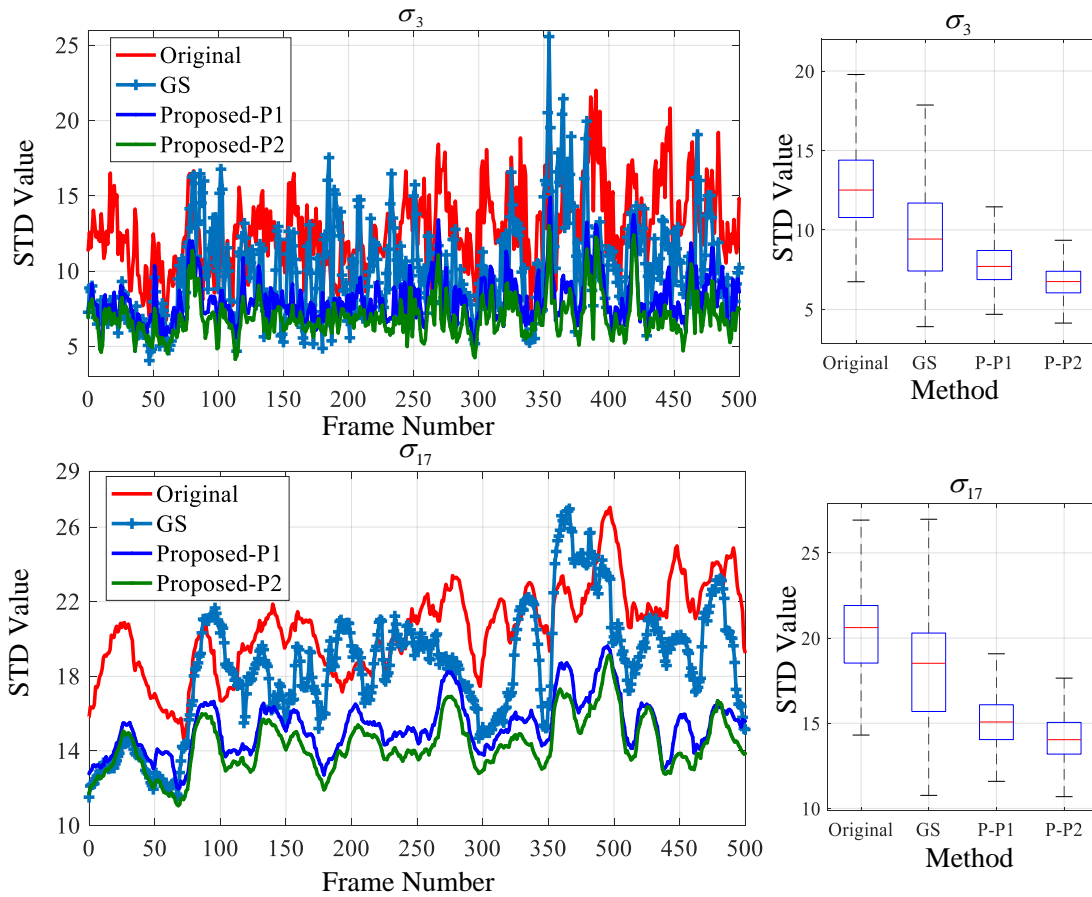 σ3
25
20
15
10
5
STD Value
Original
GS
Proposed-P1
Proposed-P2
0 50 100 150 200 250 300 350 400 450 500
Frame Number
σ3
20
15
10
5
STD Value
Original GS P-P1 P-P2
Method
σ17
29
26
22
18
14
10
STD Value
Original
GS
Proposed-P1
Proposed-P2
0 50 100 150 200 250 300 350 400 450 500
Frame Number
σ17
25
20
15
10
STD Value
Original GS P-P1 P-P2
Method